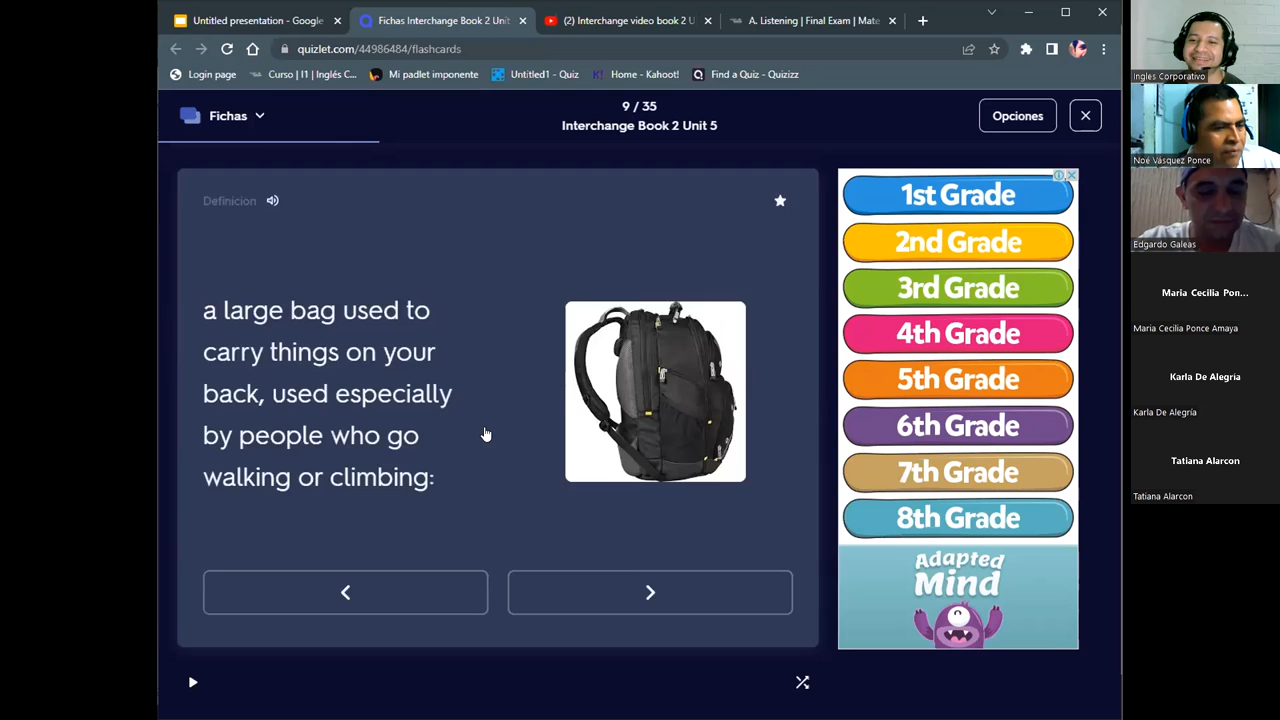 Untitled presentation - Google
Fichas Interchange Book 2 Unit
(2) Interchange video book 2 U
A. Listening | Final Exam | Mate
quizlet.com/44986484/flashcards
Login page
Curso | I1 | Inglés C...
Mi padlet imponente
Untitled1 - Quiz
Home - Kahoot!
Find a Quiz - Quizizz
Fichas
9 / 35
Interchange Book 2 Unit 5
Opciones
Definicion
a large bag used to
carry things on your
back, used especially
by people who go
walking or climbing:
1st Grade
2nd Grade
3rd Grade
4th Grade
5th Grade
6th Grade
7th Grade
8th Grade
Adapted
Mind
Ingles Corporativo
Noé Vásquez Ponce
Edgardo Galeas
Maria Cecilia Pon...
Maria Cecilia Ponce Amaya
Karla De Alegria
Karla De Alegría
Tatiana Alarcon
Tatiana Alarcon